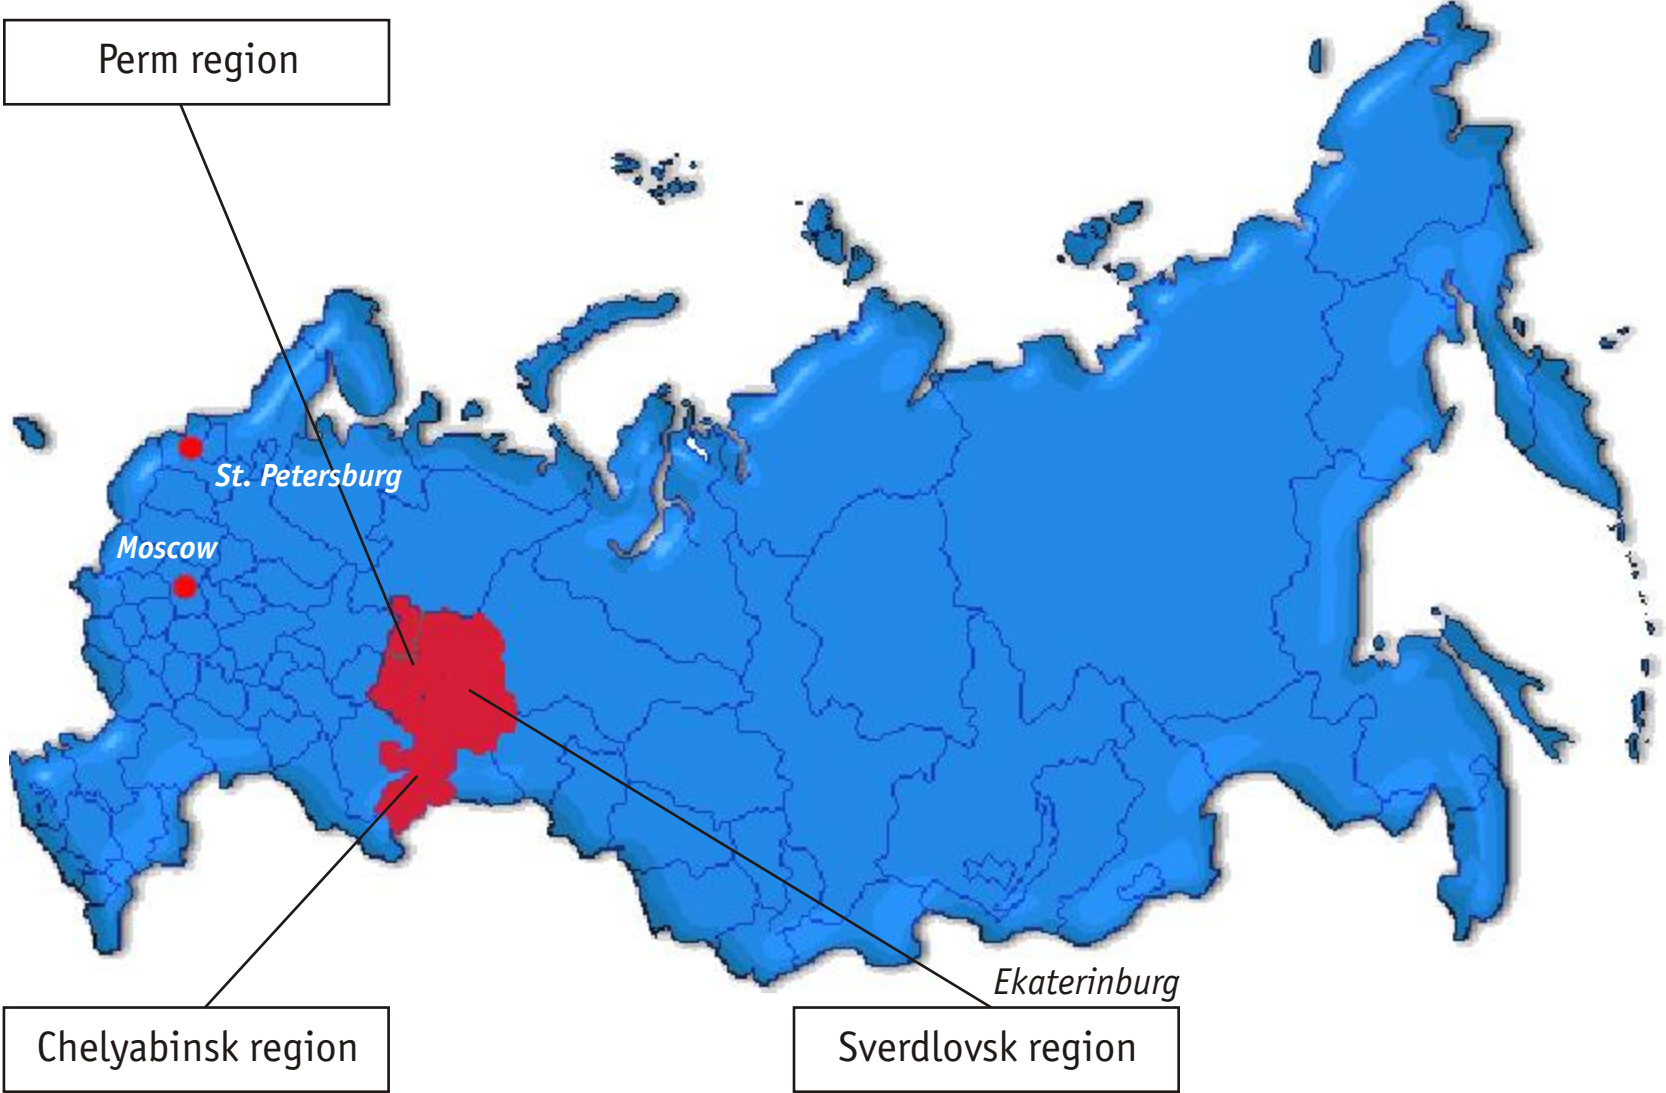 Perm region
St. Petersburg
Moscow
Ekaterinburg
Chelyabinsk region
Sverdlovsk region